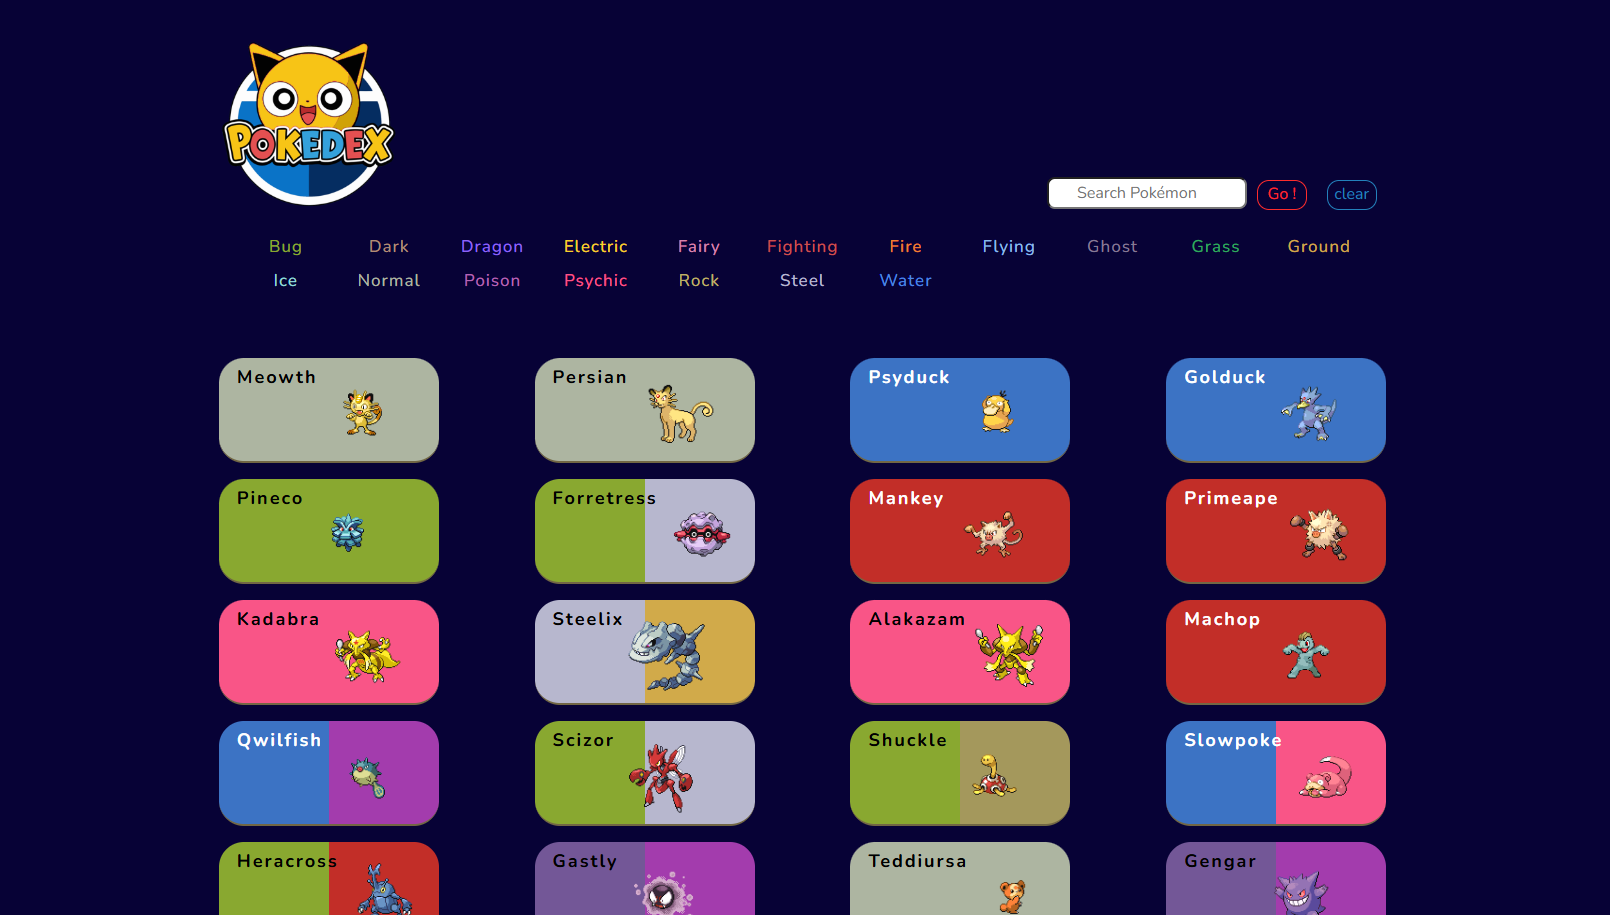 POKEDEX
Search Pokémon Go ! clear
Bug Dark Dragon Electric Fairy Fighting Fire Flying Ghost Grass Ground
Ice Normal Poison Psychic Rock Steel Water
Meowth Persian Psyduck Golduck
Pineco Forretress Mankey Primeape
Kadabra Steelix Alakazam Machop
Qwilfish Scizor Shuckle Slowpoke
Heracross Gastly Teddiursa Gengar